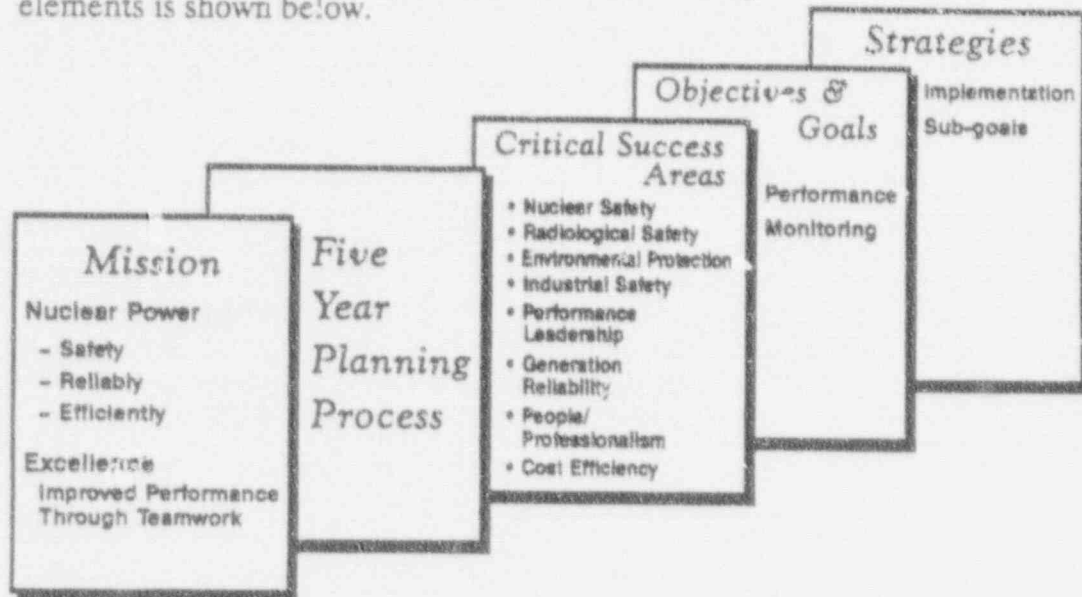 elements is shown below.
Mission
Nuclear Power
- Safety
- Reliably
- Efficiently
Excellence
Improved Performance
Through Teamwork
Five
Year
Planning
Process
Critical Success
Areas
• Nuclear Safety
• Radiological Safety
• Environmental Protection
• Industrial Safety
• Performance
Leadership
• Generation
Reliability
• People/
Professionalism
• Cost Efficiency
Objectives &
Goals
Performance
Monitoring
Strategies
Implementation
Sub-goals